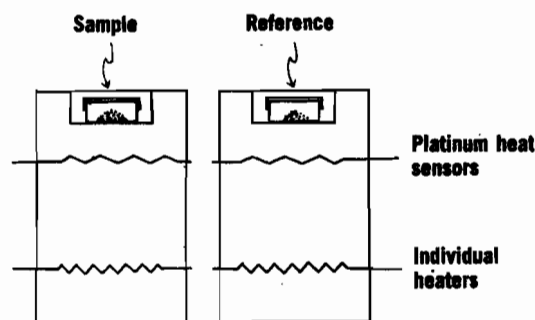 Sample
Reference
Platinum heat
sensors
Individual
heaters